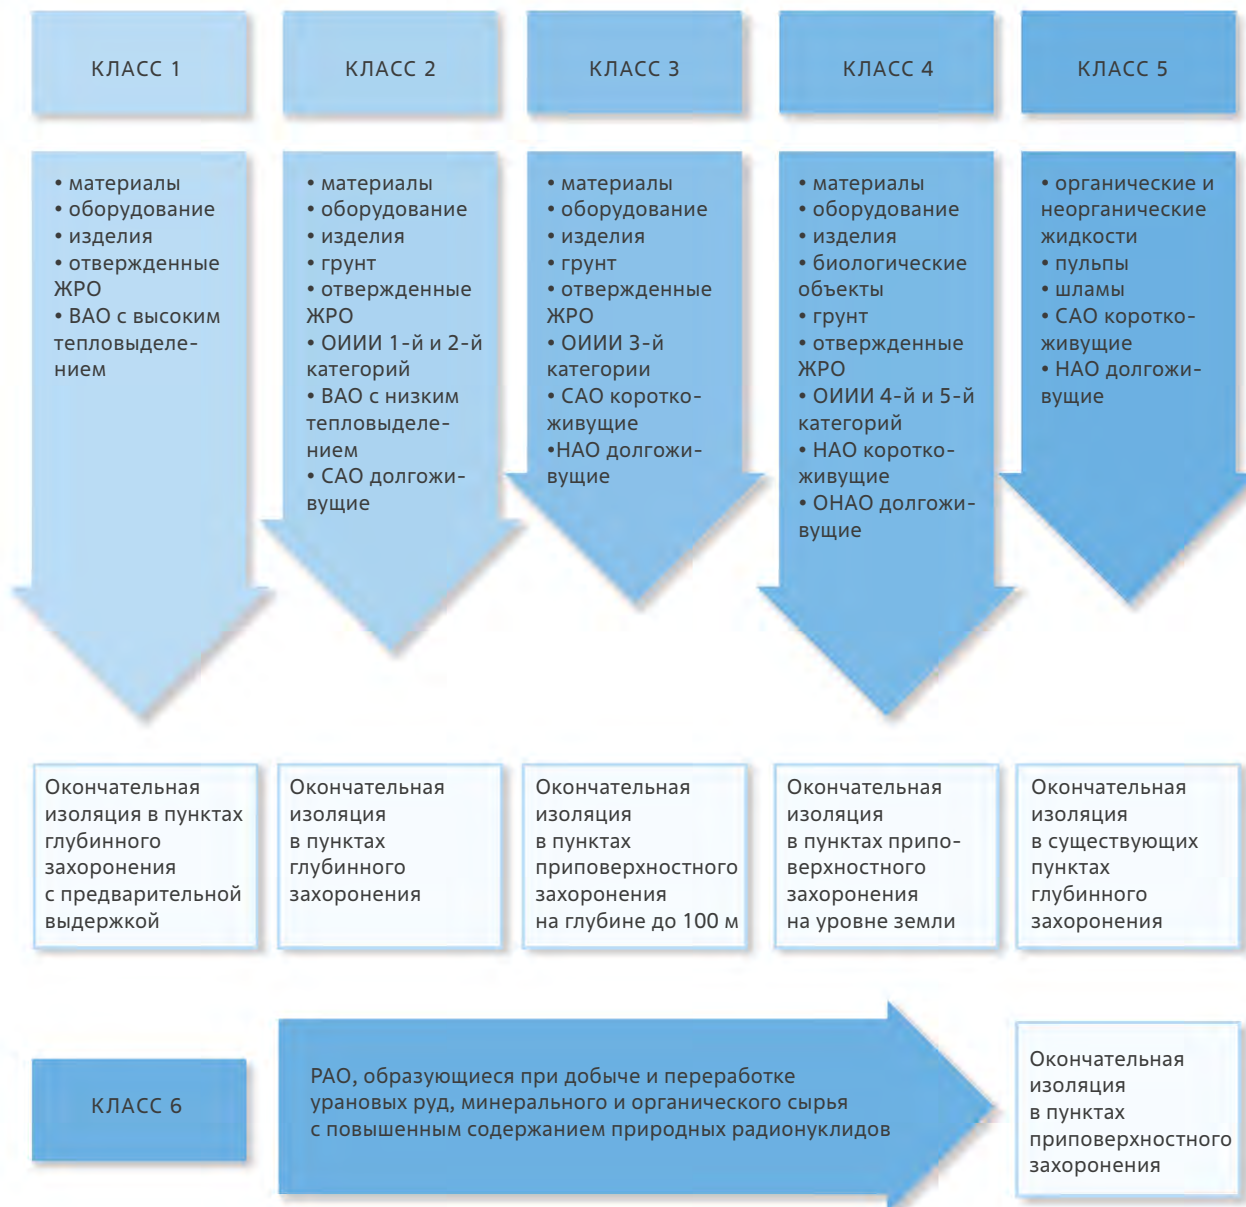 КЛАСС 1
КЛАСС 2
КЛАСС 3
КЛАСС 4
КЛАСС 5
• материалы
• оборудование
• изделия
• отвержденные
ЖРО
• ВАО с высоким
тепловыделе-
нием
• материалы
• оборудование
• изделия
• грунт
• отвержденные
ЖРО
• ОИИИ 1-й и 2-й
категорий
• ВАО с низким
тепловыделе-
нием
• САО долгожи-
вущие
• материалы
• оборудование
• изделия
• грунт
• отвержденные
ЖРО
• ОИИИ 3-й
категории
• САО коротко-
живущие
•НАО долгожи-
вущие
• материалы
• оборудование
• изделия
• биологические
объекты
• грунт
• отвержденные
ЖРО
• ОИИИ 4-й и 5-й
категорий
• НАО коротко-
живущие
• ОНАО долгожи-
вущие
• органические и
неорганические
жидкости
• пульпы
• шламы
• САО коротко-
живущие
• НАО долгожи-
вущие
Окончательная
изоляция в пунктах
глубинного
захоронения
с предварительной
выдержкой
Окончательная
изоляция
в пунктах
глубинного
захоронения
Окончательная
изоляция
в пунктах
приповерхностного
захоронения
на глубине до 100 м
Окончательная
изоляция
в пунктах припо-
верхностного
захоронения
на уровне земли
Окончательная
изоляция
в существующих
пунктах
глубинного
захоронения
КЛАСС 6
РАО, образующиеся при добыче и переработке
урановых руд, минерального и органического сырья
с повышенным содержанием природных радионуклидов
Окончательная
изоляция
в пунктах
приповерхностного
захоронения